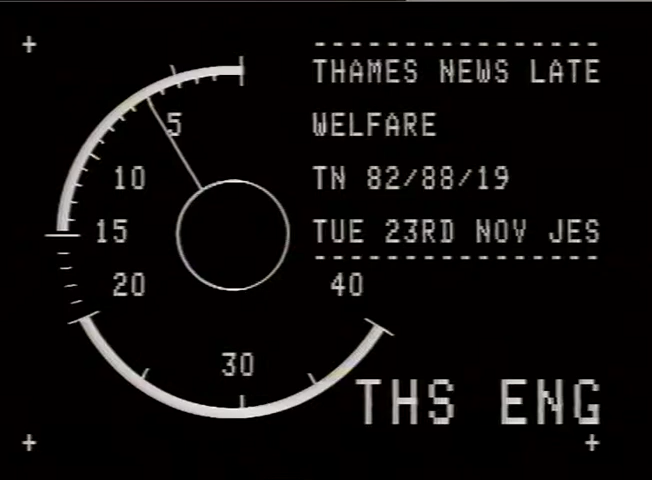 THAMES NEWS LATE
WELFARE
TN 82/88/19
TUE 23RD NOV JES
5
10
15
20
30
40
THS ENG